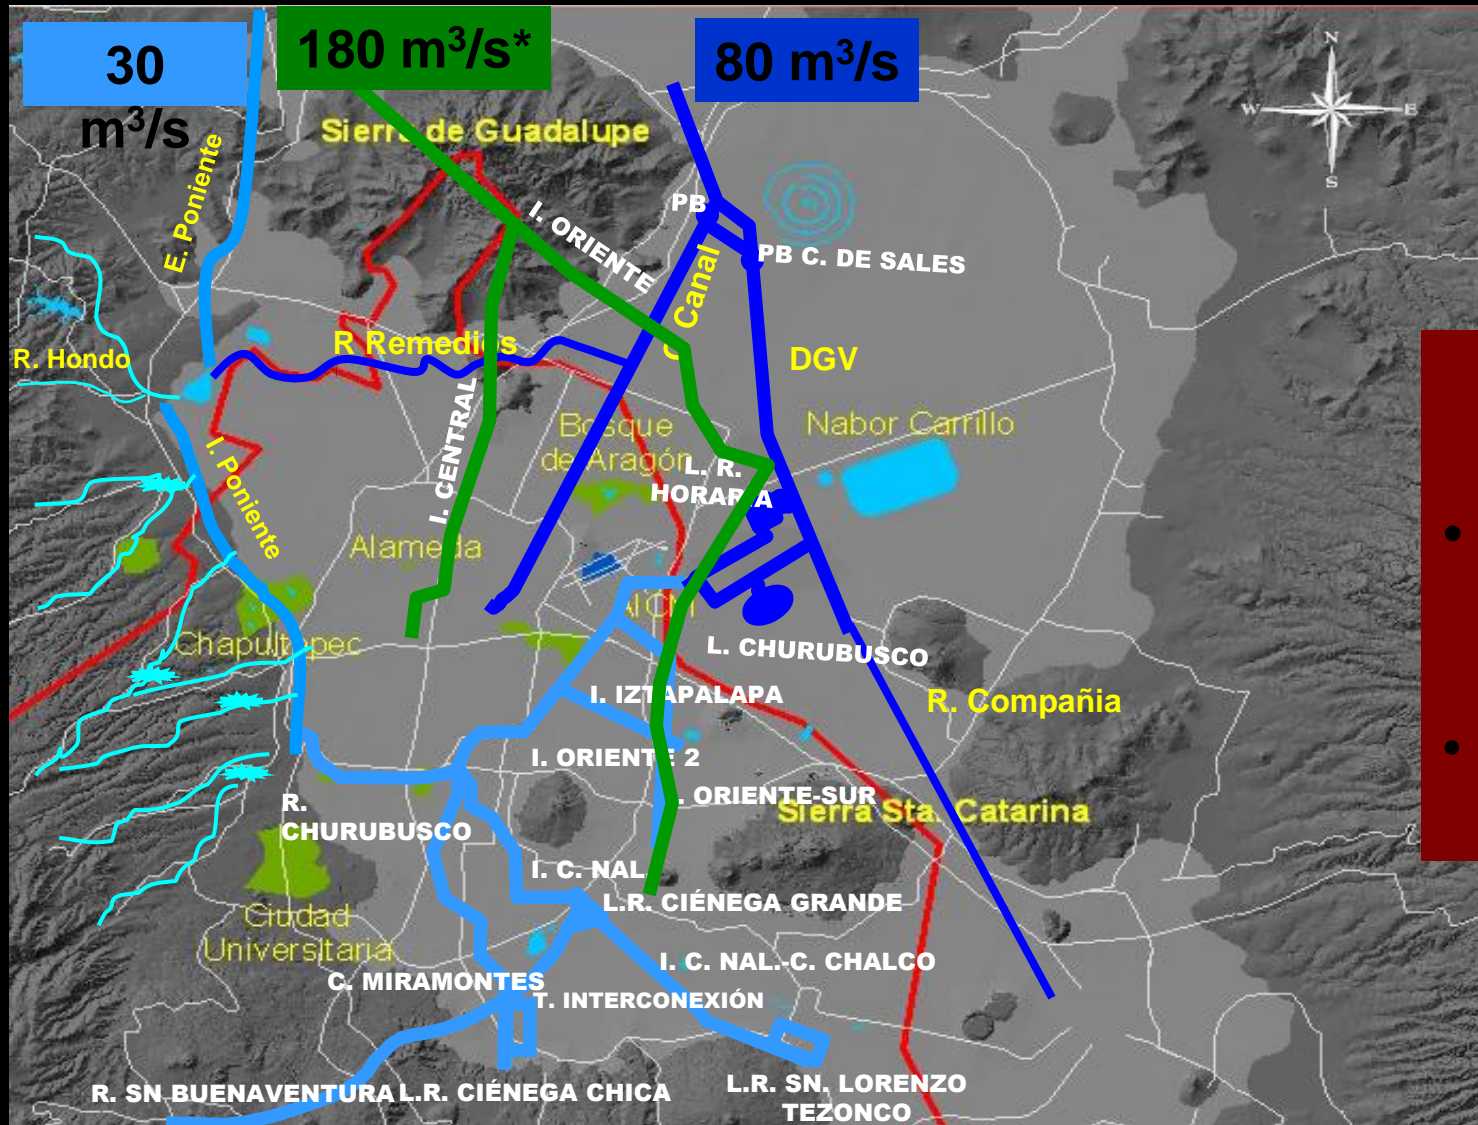 30
m³/s
180 m³/s*
80 m³/s
N
W
E
S
Sierra de Guadalupe
E. Poniente
PB
I. ORIENTE
PB C. DE SALES
Canal
R Remedios
R. Hondo
DGV
I. CENTRAL
Bosque
de Aragón
Nabor Carrillo
L. R.
HORARIA
I. Poniente
Alameda
AICM
Chapultepec
L. CHURUBUSCO
I. IZTAPALAPA
R. Compañia
I. ORIENTE 2
. ORIENTE-SUR
Sierra Sta. Catarina
R.
CHURUBUSCO
I. C. NAL.
L.R. CIÉNEGA GRANDE
Ciudad
Universitaria
I. C. NAL.-C. CHALCO
C. MIRAMONTES
T. INTERCONEXIÓN
R. SN BUENAVENTURA
L.R. CIÉNEGA CHICA
L.R. SN. LORENZO
TEZONCO